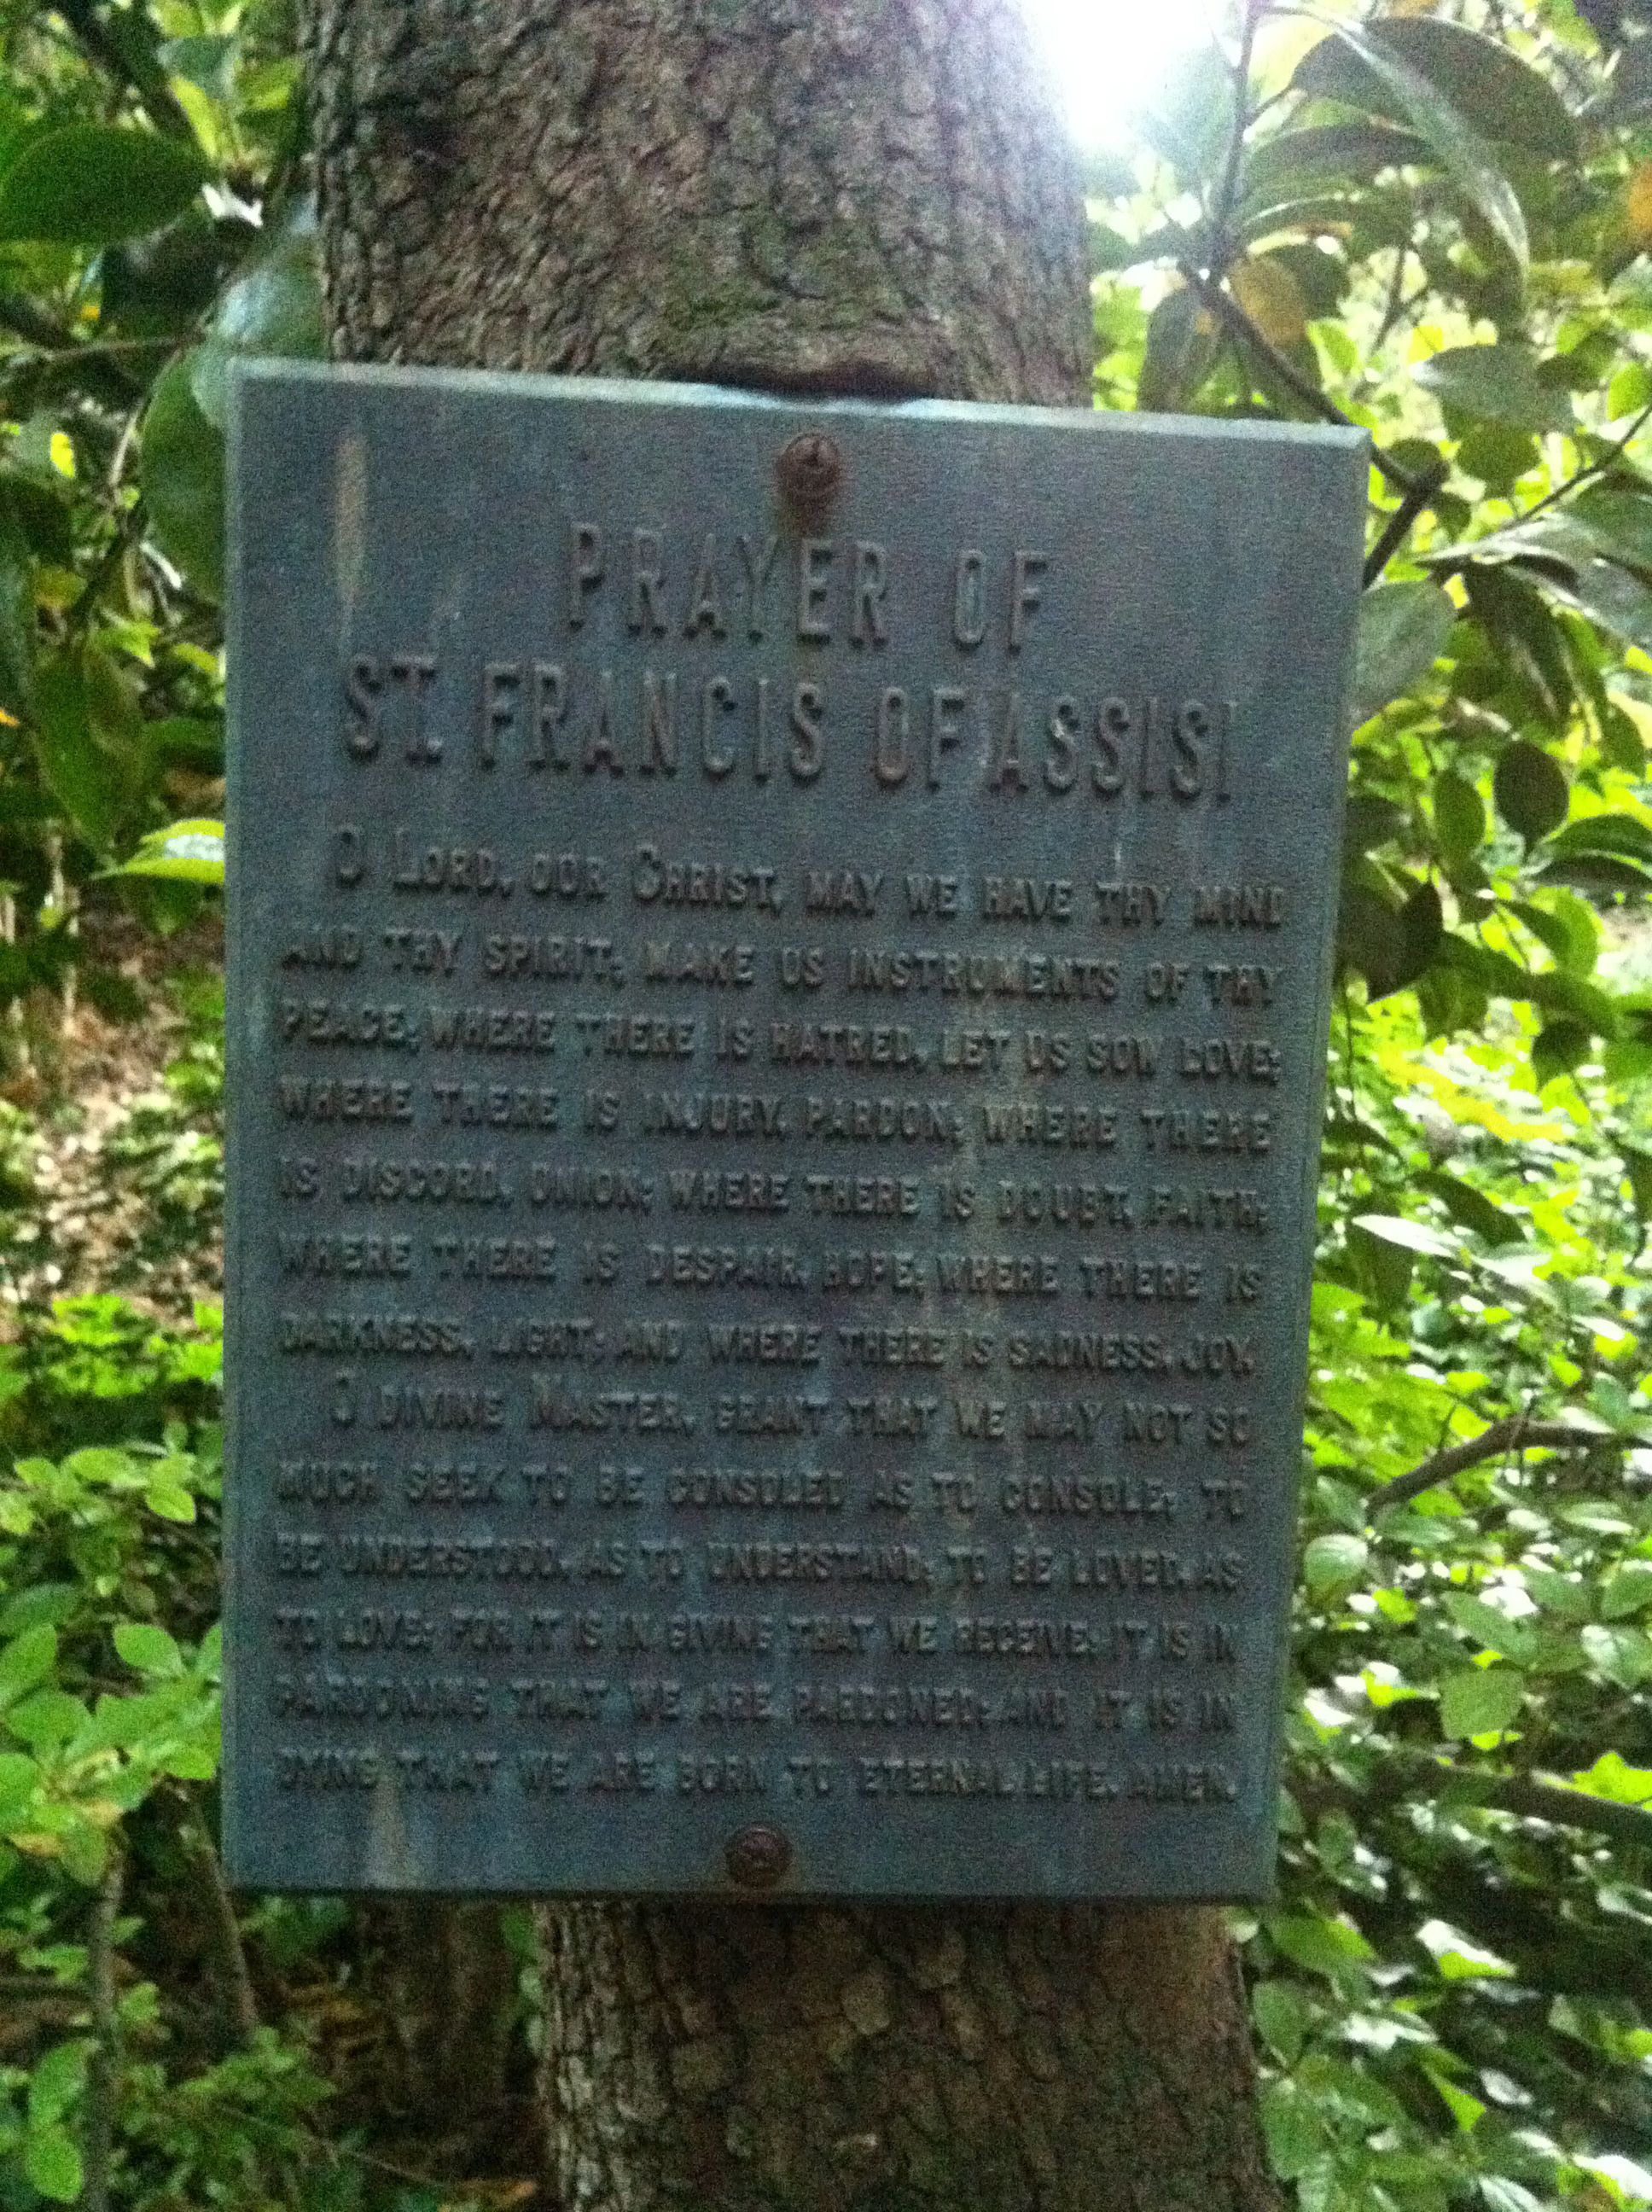 PRAYER OF
ST. FRANCIS OF ASSISI
O LORD, OUR CHRIST, MAY WE HAVE THY MIND
AND THY SPIRIT; MAKE US INSTRUMENTS OF THY
PEACE; WHERE THERE IS HATRED, LET US SOW LOVE;
WHERE THERE IS INJURY, PARDON; WHERE THERE
IS DISCORD, UNION; WHERE THERE IS DOUBT, FAITH;
WHERE THERE IS DESPAIR, HOPE; WHERE THERE IS
DARKNESS, LIGHT; AND WHERE THERE IS SADNESS, JOY.
O DIVINE MASTER, GRANT THAT WE MAY NOT SO
MUCH SEEK TO BE CONSOLED AS TO CONSOLE; TO
BE UNDERSTOOD, AS TO UNDERSTAND; TO BE LOVED, AS
TO LOVE; FOR IT IS IN GIVING THAT WE RECEIVE; IT IS IN
PARDONING THAT WE ARE PARDONED; AND IT IS IN
DYING THAT WE ARE BORN TO ETERNAL LIFE. AMEN.